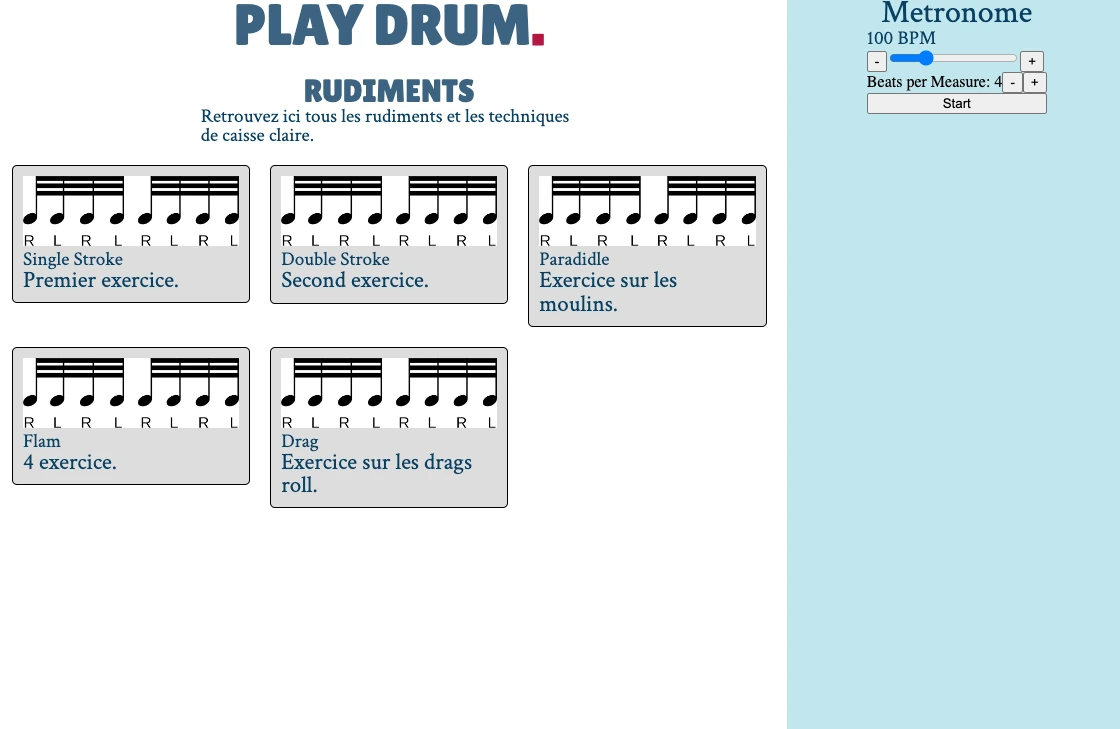 PLAY DRUM.
RUDIMENTS
Retrouvez ici tous les rudiments et les techniques
de caisse claire.
R L R L R L R L
Single Stroke
Premier exercice.
R L R L R L R L
Double Stroke
Second exercice.
R L R L R L R L
Paradidle
Exercice sur les
moulins.
R L R L R L R L
Flam
4 exercice.
R L R L R L R L
Drag
Exercice sur les drags
roll.
Metronome
100 BPM
- +
Beats per Measure: 4 - +
Start